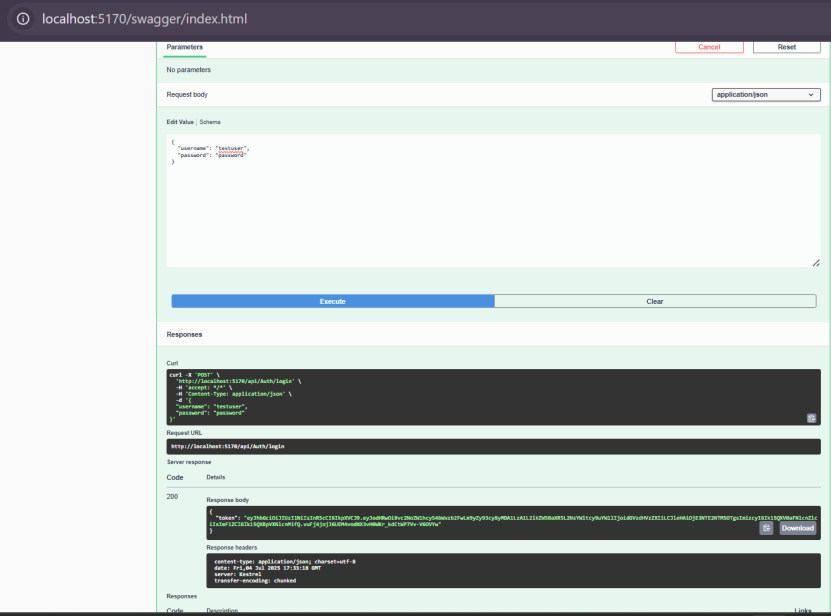 localhost:5170/swagger/index.html
Parameters
Cancel
Reset
No parameters
Request body
application/json
Edit Value | Schema
{
"username": "testuser",
"password": "password"
}
Execute
Clear
Responses
Curl
curl -X 'POST' \
'http://localhost:5170/api/Auth/login' \
-H 'accept: */*' \
-H 'Content-Type: application/json' \
-d '{
"username": "testuser",
"password": "password"
}'
Request URL
http://localhost:5170/api/Auth/login
Server response
Code
Details
200
Response body
{
"token":
}
Download
Response headers
content-type: application/json; charset=utf-8
date: Fri,04 Jul 2025 17:33:18 GMT
server: Kestrel
transfer-encoding: chunked
Responses
Code
Description
Links